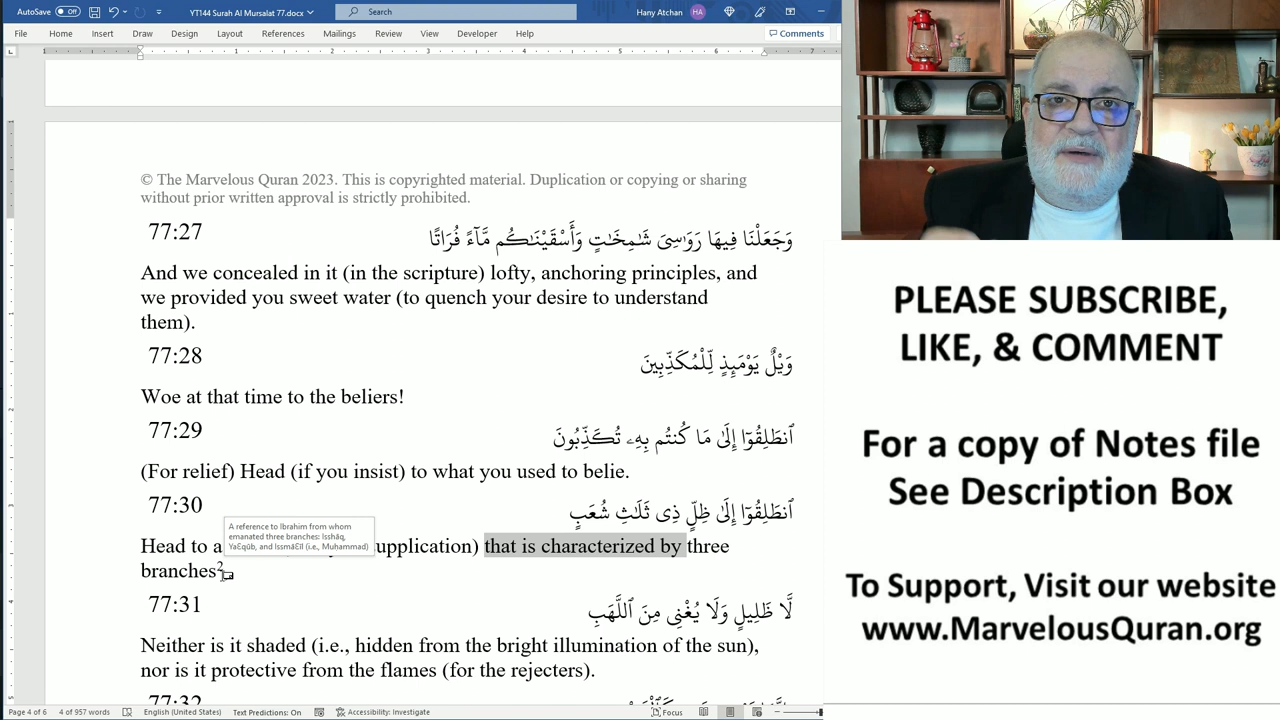 AutoSave Off YT144 Surah Al Mursalat 77.docx Search Hany Atchan HA
File Home Insert Draw Design Layout References Mailings Review View Developer Help Comments
© The Marvelous Quran 2023. This is copyrighted material. Duplication or copying or sharing
without prior written approval is strictly prohibited.
77:27
وَجَعَلْنَا فِيهَا رَوَٰسِىَ شَـٰمِخَـٰتٍ وَأَسْقَيْنَـٰكُم مَّآءً فُرَاتًا
And we concealed in it (in the scripture) lofty, anchoring principles, and
we provided you sweet water (to quench your desire to understand
them).
77:28
وَيْلٌ يَوْمَئِذٍ لِّلْمُكَذِّبِينَ
Woe at that time to the beliers!
77:29
ٱنطَلِقُوٓا۟ إِلَىٰ مَا كُنتُم بِهِۦ تُكَذِّبُونَ
(For relief) Head (if you insist) to what you used to belie.
77:30
ٱنطَلِقُوٓا۟ إِلَىٰ ظِلٍّ ذِى ثَلَـٰثِ شُعَبٍ
A reference to Ibrahim from whom
emanated three branches: Isshāq,
YaƐqūb, and IssmāƐīl (i.e., Muḥammad)
Head to a upplication) that is characterized by three
branches2
77:31
لَّا ظَلِيلٍ وَلَا يُغْنِى مِنَ ٱللَّهَبِ
Neither is it shaded (i.e., hidden from the bright illumination of the sun),
nor is it protective from the flames (for the rejecters).
77:32
Page 4 of 6 4 of 957 words English (United States) Text Predictions: On Accessibility: Investigate Focus
PLEASE SUBSCRIBE,
LIKE, & COMMENT
For a copy of Notes file
See Description Box
To Support, Visit our website
www.MarvelousQuran.org